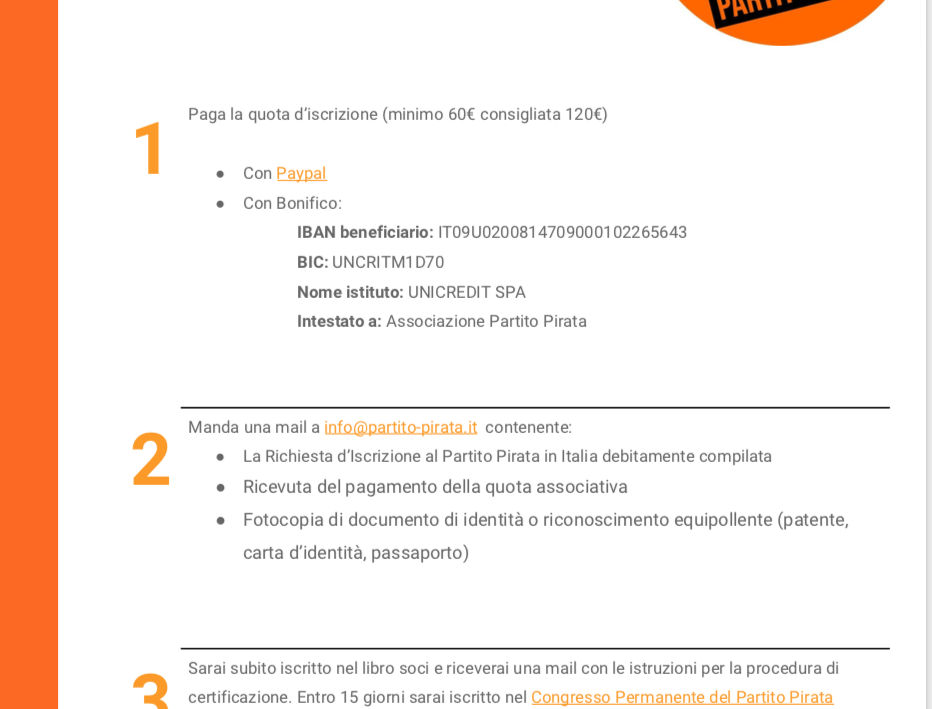 PARTI
1
Paga la quota d’iscrizione (minimo 60€ consigliata 120€)
● Con Paypal
● Con Bonifico:
IBAN beneficiario: IT09U0200814709000102265643
BIC: UNCRITM1D70
Nome istituto: UNICREDIT SPA
Intestato a: Associazione Partito Pirata
2
Manda una mail a info@partito-pirata.it contenente:
● La Richiesta d’Iscrizione al Partito Pirata in Italia debitamente compilata
● Ricevuta del pagamento della quota associativa
● Fotocopia di documento di identità o riconoscimento equipollente (patente,
carta d’identità, passaporto)
3
Sarai subito iscritto nel libro soci e riceverai una mail con le istruzioni per la procedura di
certificazione. Entro 15 giorni sarai iscritto nel Congresso Permanente del Partito Pirata